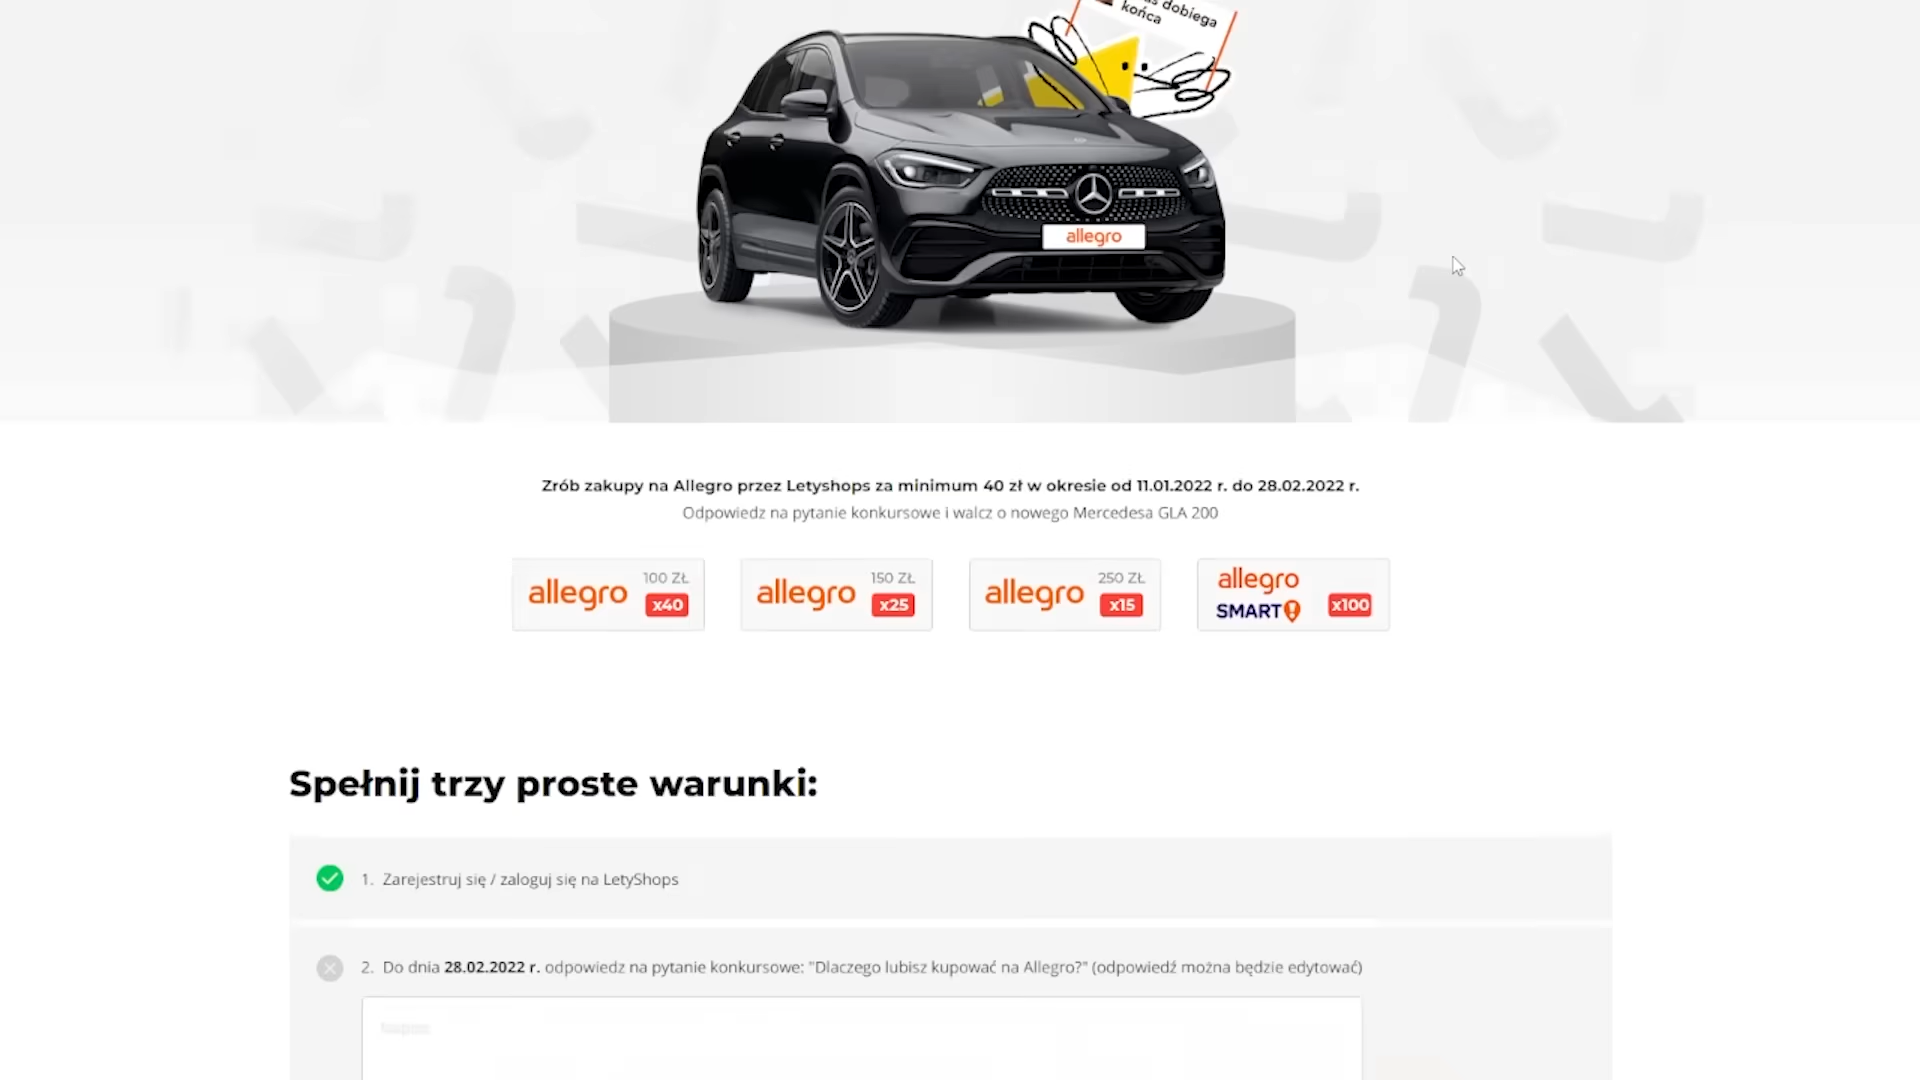 dobiega
końca
allegro
Zrób zakupy na Allegro przez Letyshops za minimum 40 zł w okresie od 11.01.2022 r. do 28.02.2022 r.
Odpowiedz na pytanie konkursowe i walcz o nowego Mercedesa GLA 200
allegro 100 ZŁ x40
allegro 150 ZŁ x25
allegro 250 ZŁ x15
allegro SMART! x100
Spełnij trzy proste warunki:
1. Zarejestruj się / zaloguj się na LetyShops
2. Do dnia 28.02.2022 r. odpowiedz na pytanie konkursowe: "Dlaczego lubisz kupować na Allegro?" (odpowiedź można będzie edytować)